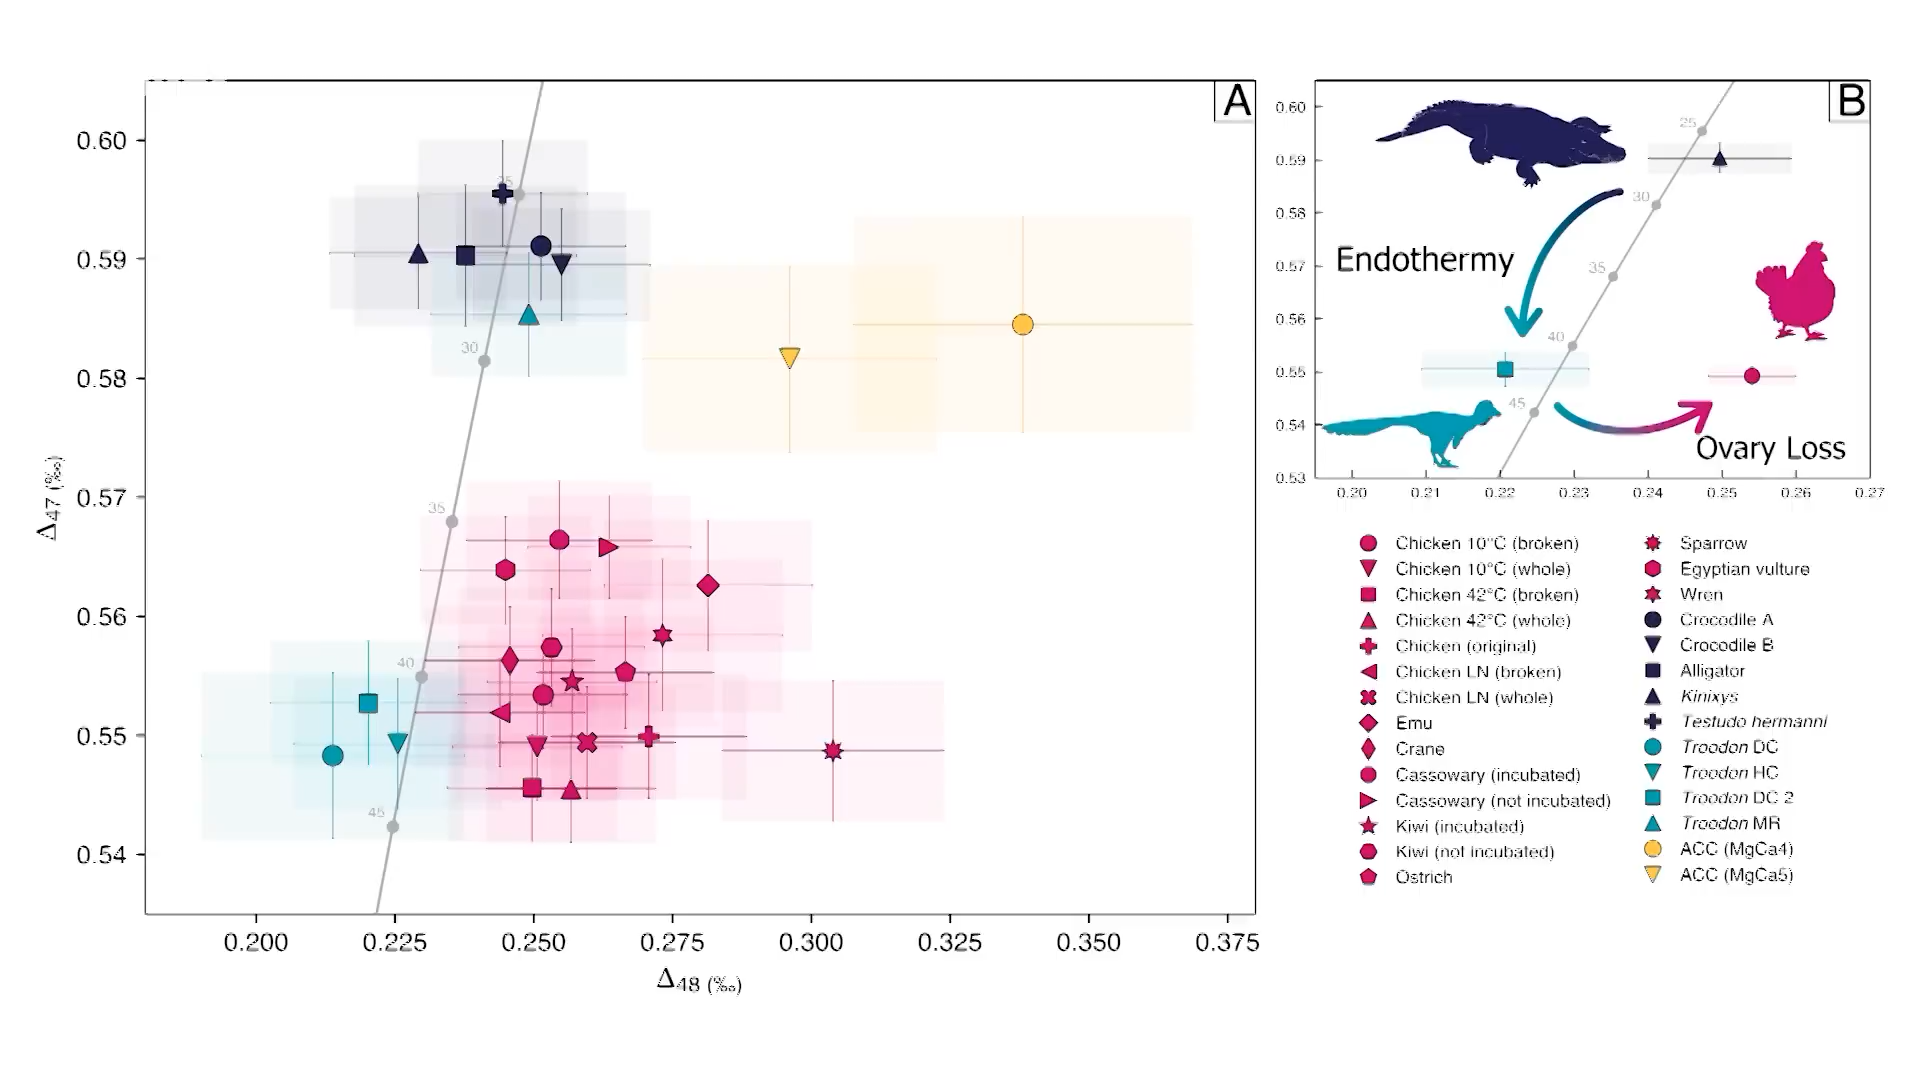 A
0.60
0.59
0.58
0.57
0.56
0.55
0.54
Δ47 (‰)
25
30
35
40
45
0.200 0.225 0.250 0.275 0.300 0.325 0.350 0.375
Δ48 (‰)
B
0.60
0.59
0.58
0.57
0.56
0.55
0.54
0.53
25
30
35
40
45
Endothermy
Ovary Loss
0.20 0.21 0.22 0.23 0.24 0.25 0.26 0.27
Chicken 10°C (broken)
Chicken 10°C (whole)
Chicken 42°C (broken)
Chicken 42°C (whole)
Chicken (original)
Chicken LN (broken)
Chicken LN (whole)
Emu
Crane
Cassowary (incubated)
Cassowary (not incubated)
Kiwi (incubated)
Kiwi (not incubated)
Ostrich
Sparrow
Egyptian vulture
Wren
Crocodile A
Crocodile B
Alligator
Kinixys
Testudo hermanni
Troodon DC
Troodon HC
Troodon DC 2
Troodon MR
ACC (MgCa4)
ACC (MgCa5)